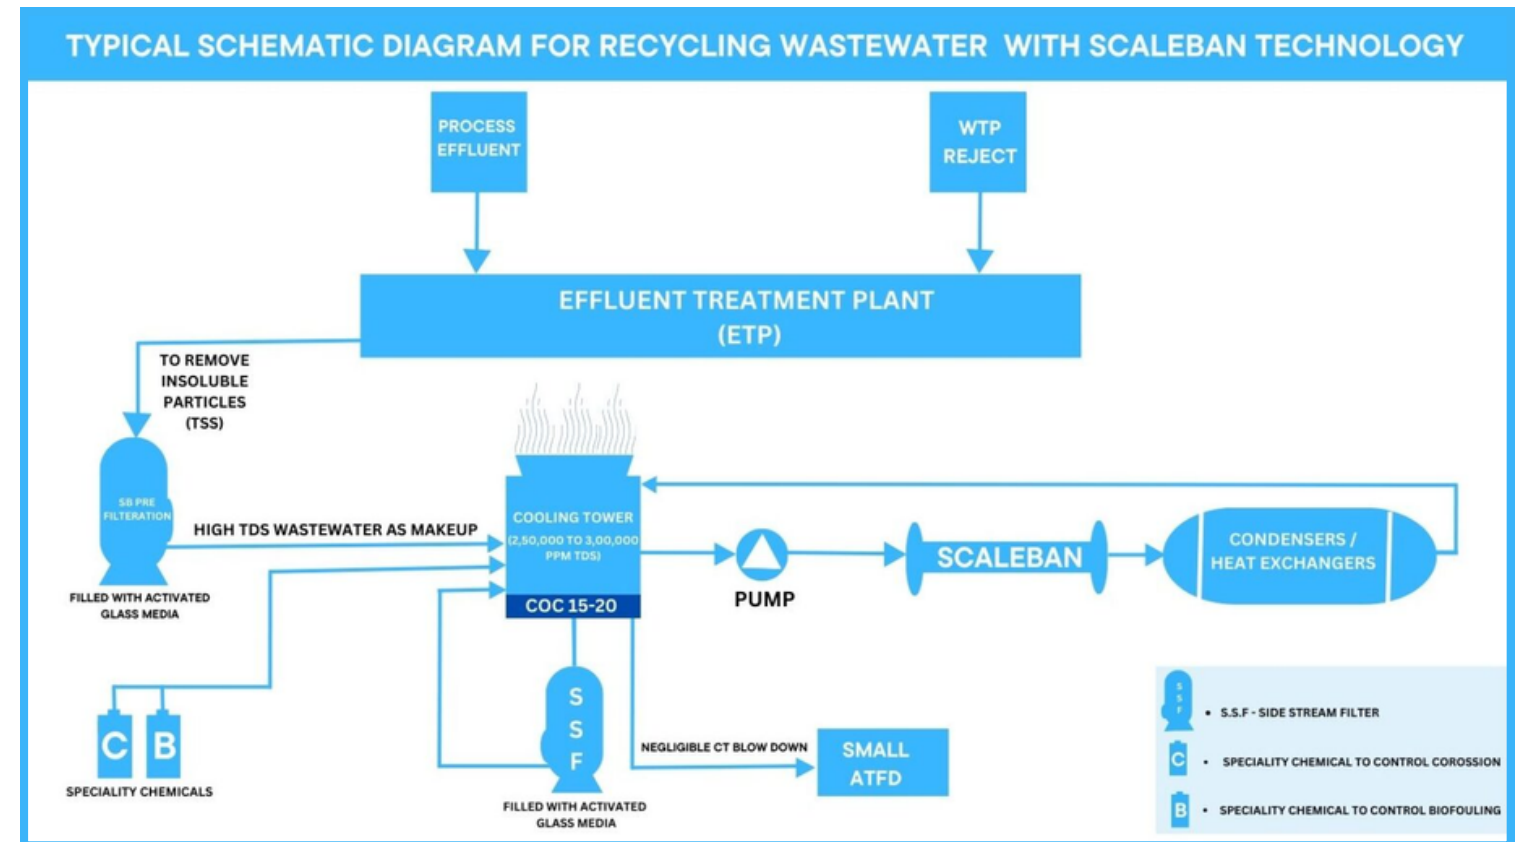 TYPICAL SCHEMATIC DIAGRAM FOR RECYCLING WASTEWATER WITH SCALEBAN TECHNOLOGY
PROCESS
EFFLUENT
WTP
REJECT
EFFLUENT TREATMENT PLANT
(ETP)
TO REMOVE
INSOLUBLE
PARTICLES
(TSS)
SB PRE
FILTERATION
HIGH TDS WASTEWATER AS MAKEUP
FILLED WITH ACTIVATED
GLASS MEDIA
COOLING TOWER
(2,50,000 TO 3,00,000
PPM TDS)
COC 15-20
PUMP
SCALEBAN
CONDENSERS /
HEAT EXCHANGERS
C
B
SPECIALITY CHEMICALS
S
S
F
FILLED WITH ACTIVATED
GLASS MEDIA
NEGLIGIBLE CT BLOW DOWN
SMALL
ATFD
S
S
F
• S.S.F - SIDE STREAM FILTER
C
• SPECIALITY CHEMICAL TO CONTROL COROSSION
B
• SPECIALITY CHEMICAL TO CONTROL BIOFOULING